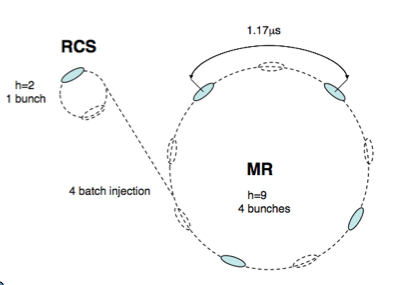 1.17μs
RCS
h=2
1 bunch
4 batch injection
MR
h=9
4 bunches